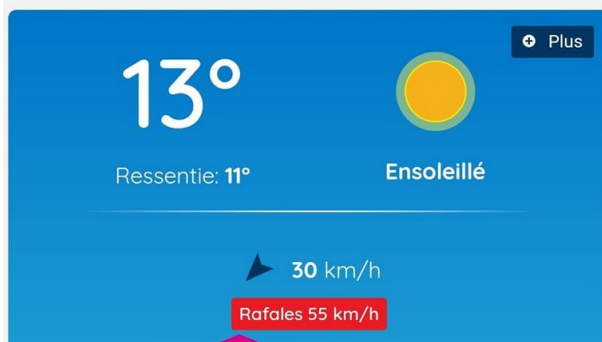 Plus
13°
Ressentie: 11°
Ensoleillé
30 km/h
Rafales 55 km/h